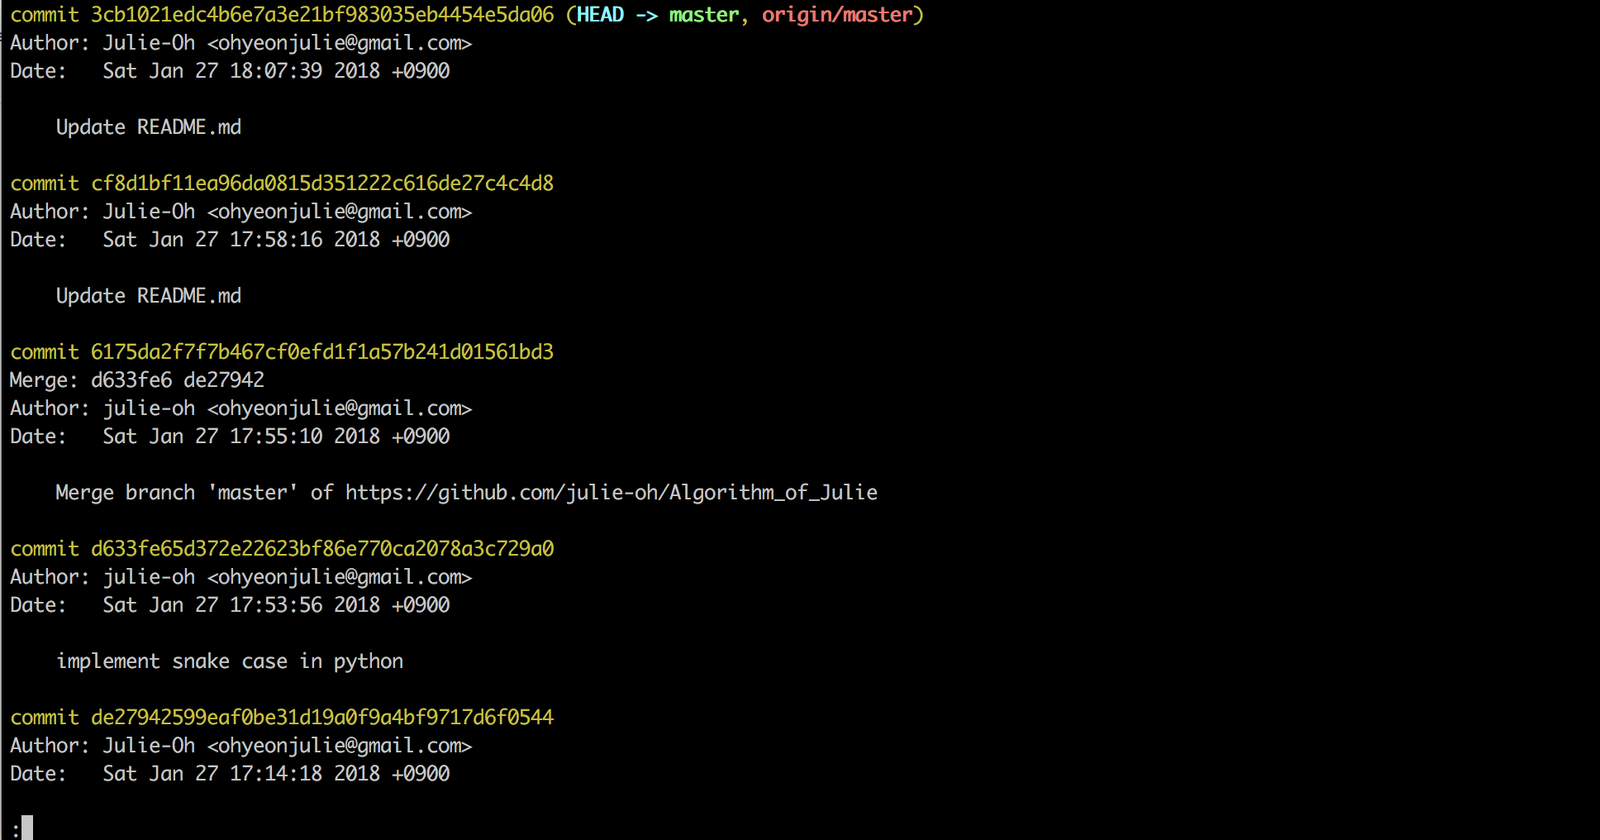 commit 3cb1021edc4b6e7a3e21bf983035eb4454e5da06 (HEAD -> master, origin/master)
Author: Julie-Oh <ohyeonjulie@gmail.com>
Date:   Sat Jan 27 18:07:39 2018 +0900
    Update README.md
commit cf8d1bf11ea96da0815d351222c616de27c4c4d8
Author: Julie-Oh <ohyeonjulie@gmail.com>
Date:   Sat Jan 27 17:58:16 2018 +0900
    Update README.md
commit 6175da2f7f7b467cf0efd1f1a57b241d01561bd3
Merge: d633fe6 de27942
Author: julie-oh <ohyeonjulie@gmail.com>
Date:   Sat Jan 27 17:55:10 2018 +0900
    Merge branch 'master' of https://github.com/julie-oh/Algorithm_of_Julie
commit d633fe65d372e22623bf86e770ca2078a3c729a0
Author: julie-oh <ohyeonjulie@gmail.com>
Date:   Sat Jan 27 17:53:56 2018 +0900
    implement snake case in python
commit de27942599eaf0be31d19a0f9a4bf9717d6f0544
Author: Julie-Oh <ohyeonjulie@gmail.com>
Date:   Sat Jan 27 17:14:18 2018 +0900
: